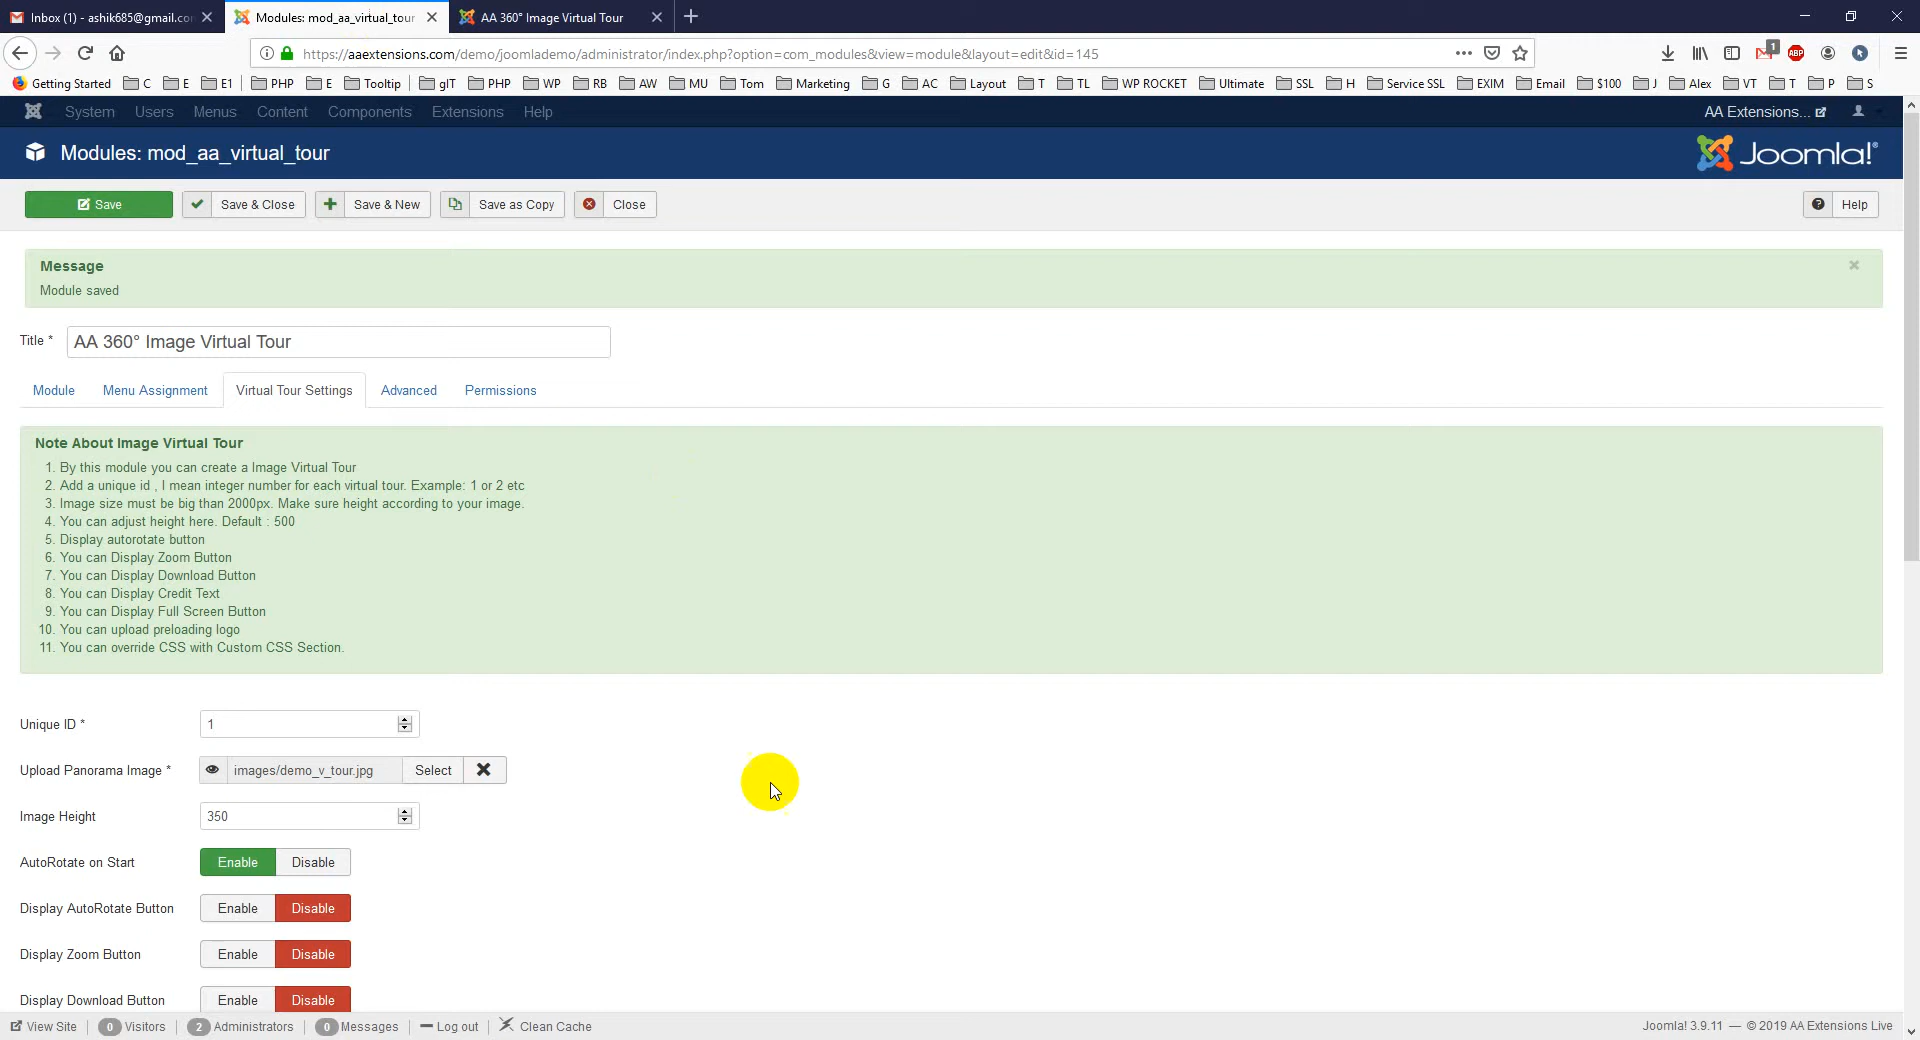 Inbox (1) - ashik685@gmail.co
Modules: mod_aa_virtual_tour
AA 360° Image Virtual Tour
https://aaextensions.com/demo/joomlademo/administrator/index.php?option=com_modules&view=module&layout=edit&id=145
1
ABP
Getting Started C E E1 PHP E Tooltip gIT PHP WP RB AW MU Tom Marketing G AC Layout T TL WP ROCKET Ultimate SSL H Service SSL EXIM Email $100 J Alex VT T P S
System Users Menus Content Components Extensions Help AA Extensions...
Modules: mod_aa_virtual_tour
Joomla!®
Save Save & Close Save & New Save as Copy Close Help
Message
Module saved
Title * AA 360° Image Virtual Tour
Module Menu Assignment Virtual Tour Settings Advanced Permissions
Note About Image Virtual Tour
1. By this module you can create a Image Virtual Tour
2. Add a unique id , I mean integer number for each virtual tour. Example: 1 or 2 etc
3. Image size must be big than 2000px. Make sure height according to your image.
4. You can adjust height here. Default : 500
5. Display autorotate button
6. You can Display Zoom Button
7. You can Display Download Button
8. You can Display Credit Text
9. You can Display Full Screen Button
10. You can upload preloading logo
11. You can override CSS with Custom CSS Section.
Unique ID * 1
Upload Panorama Image * images/demo_v_tour.jpg Select
Image Height 350
AutoRotate on Start Enable Disable
Display AutoRotate Button Enable Disable
Display Zoom Button Enable Disable
Display Download Button Enable Disable
View Site 0 Visitors 2 Administrators 0 Messages Log out Clean Cache Joomla! 3.9.11 — © 2019 AA Extensions Live